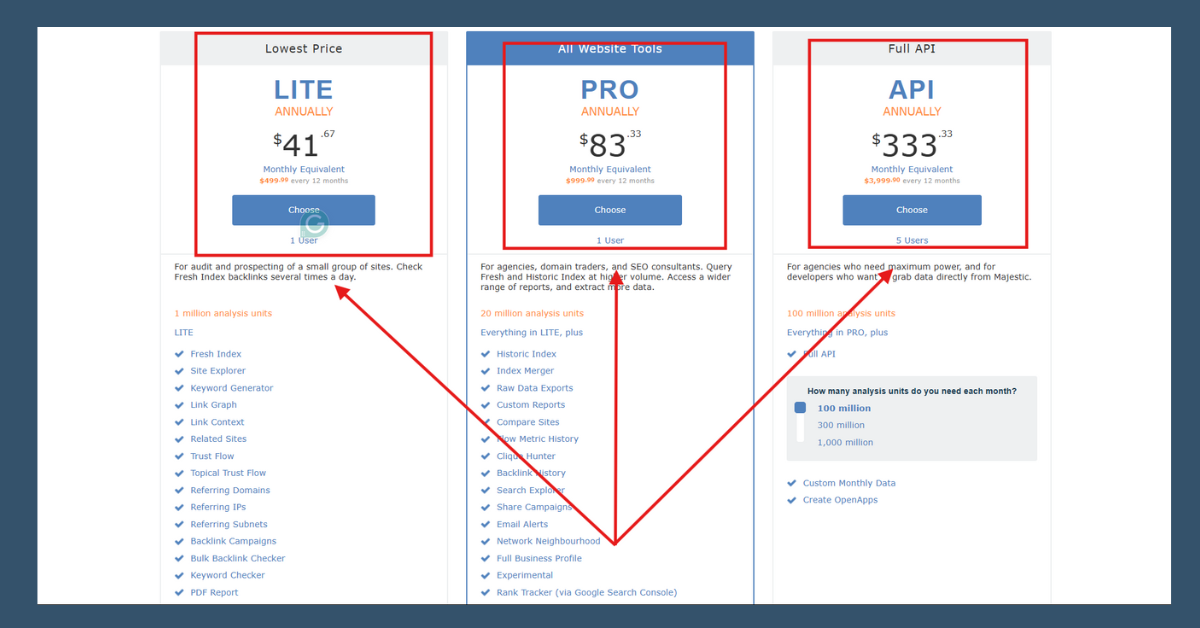 Lowest Price
LITE
ANNUALLY
$41.67
Monthly Equivalent
$499.99 every 12 months
Choose
1 User
For audit and prospecting of a small group of sites. Check
Fresh Index backlinks several times a day.
1 million analysis units
LITE
Fresh Index
Site Explorer
Keyword Generator
Link Graph
Link Context
Related Sites
Trust Flow
Topical Trust Flow
Referring Domains
Referring IPs
Referring Subnets
Backlink Campaigns
Bulk Backlink Checker
Keyword Checker
PDF Report
All Website Tools
PRO
ANNUALLY
$83.33
Monthly Equivalent
$999.99 every 12 months
Choose
1 User
For agencies, domain traders, and SEO consultants. Query
Fresh and Historic Index at higher volume. Access a wider
range of reports, and extract more data.
20 million analysis units
Everything in LITE, plus
Historic Index
Index Merger
Raw Data Exports
Custom Reports
Compare Sites
Flow Metric History
Clique Hunter
Backlink History
Search Explorer
Share Campaigns
Email Alerts
Network Neighbourhood
Full Business Profile
Experimental
Rank Tracker (via Google Search Console)
Full API
API
ANNUALLY
$333.33
Monthly Equivalent
$3,999.99 every 12 months
Choose
5 Users
For agencies who need maximum power, and for
developers who want to grab data directly from Majestic.
100 million analysis units
Everything in PRO, plus
Full API
How many analysis units do you need each month?
100 million
300 million
1,000 million
Custom Monthly Data
Create OpenApps